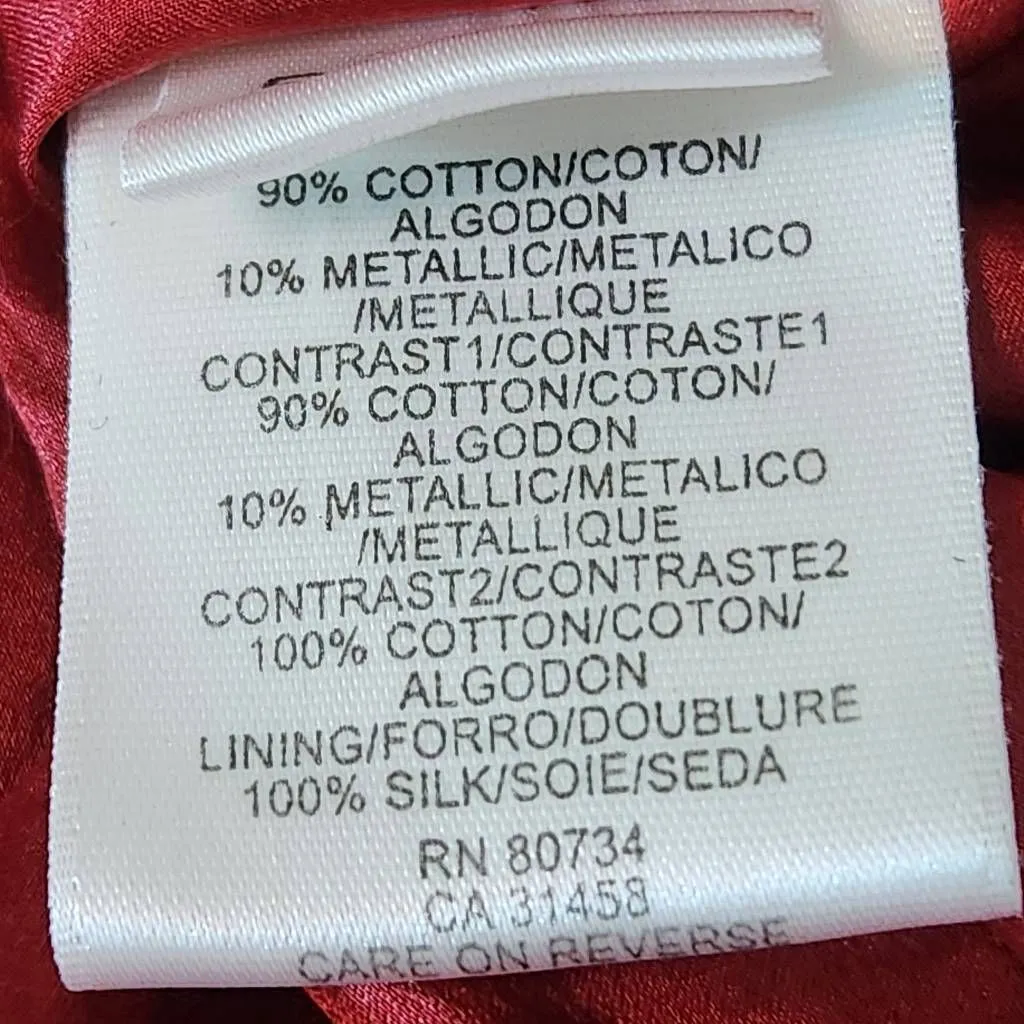 90% COTTON/COTON/
ALGODON
10% METALLIC/METALICO
/METALLIQUE
CONTRAST1/CONTRASTE1
90% COTTON/COTON/
ALGODON
10% METALLIC/METALICO
/METALLIQUE
CONTRAST2/CONTRASTE2
100% COTTON/COTON/
ALGODON
LINING/FORRO/DOUBLURE
100% SILK/SOIE/SEDA
RN 80734
CA 31458
CARE ON REVERSE